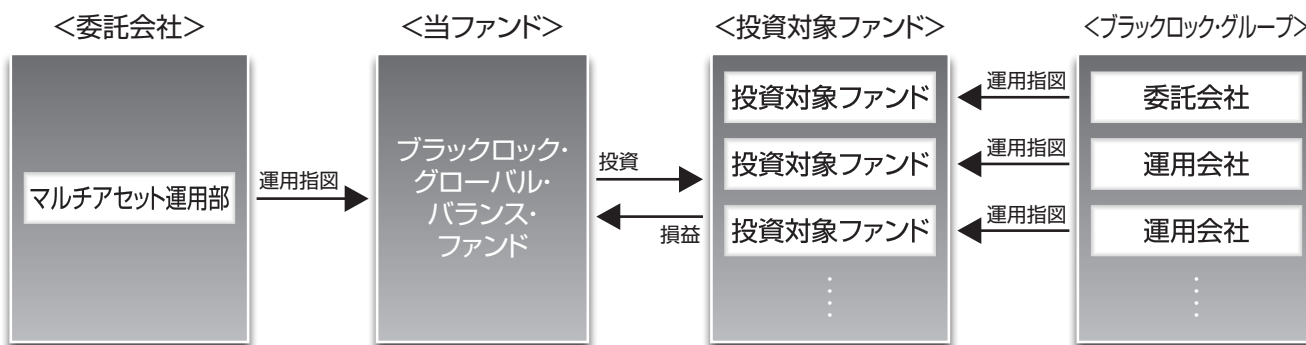 <委託会社>
<当ファンド>
<投資対象ファンド>
<ブラックロック・グループ>
マルチアセット運用部
運用指図
ブラックロック・
グローバル・
バランス・
ファンド
投資
損益
投資対象ファンド
運用指図
委託会社
投資対象ファンド
運用指図
運用会社
投資対象ファンド
運用指図
運用会社